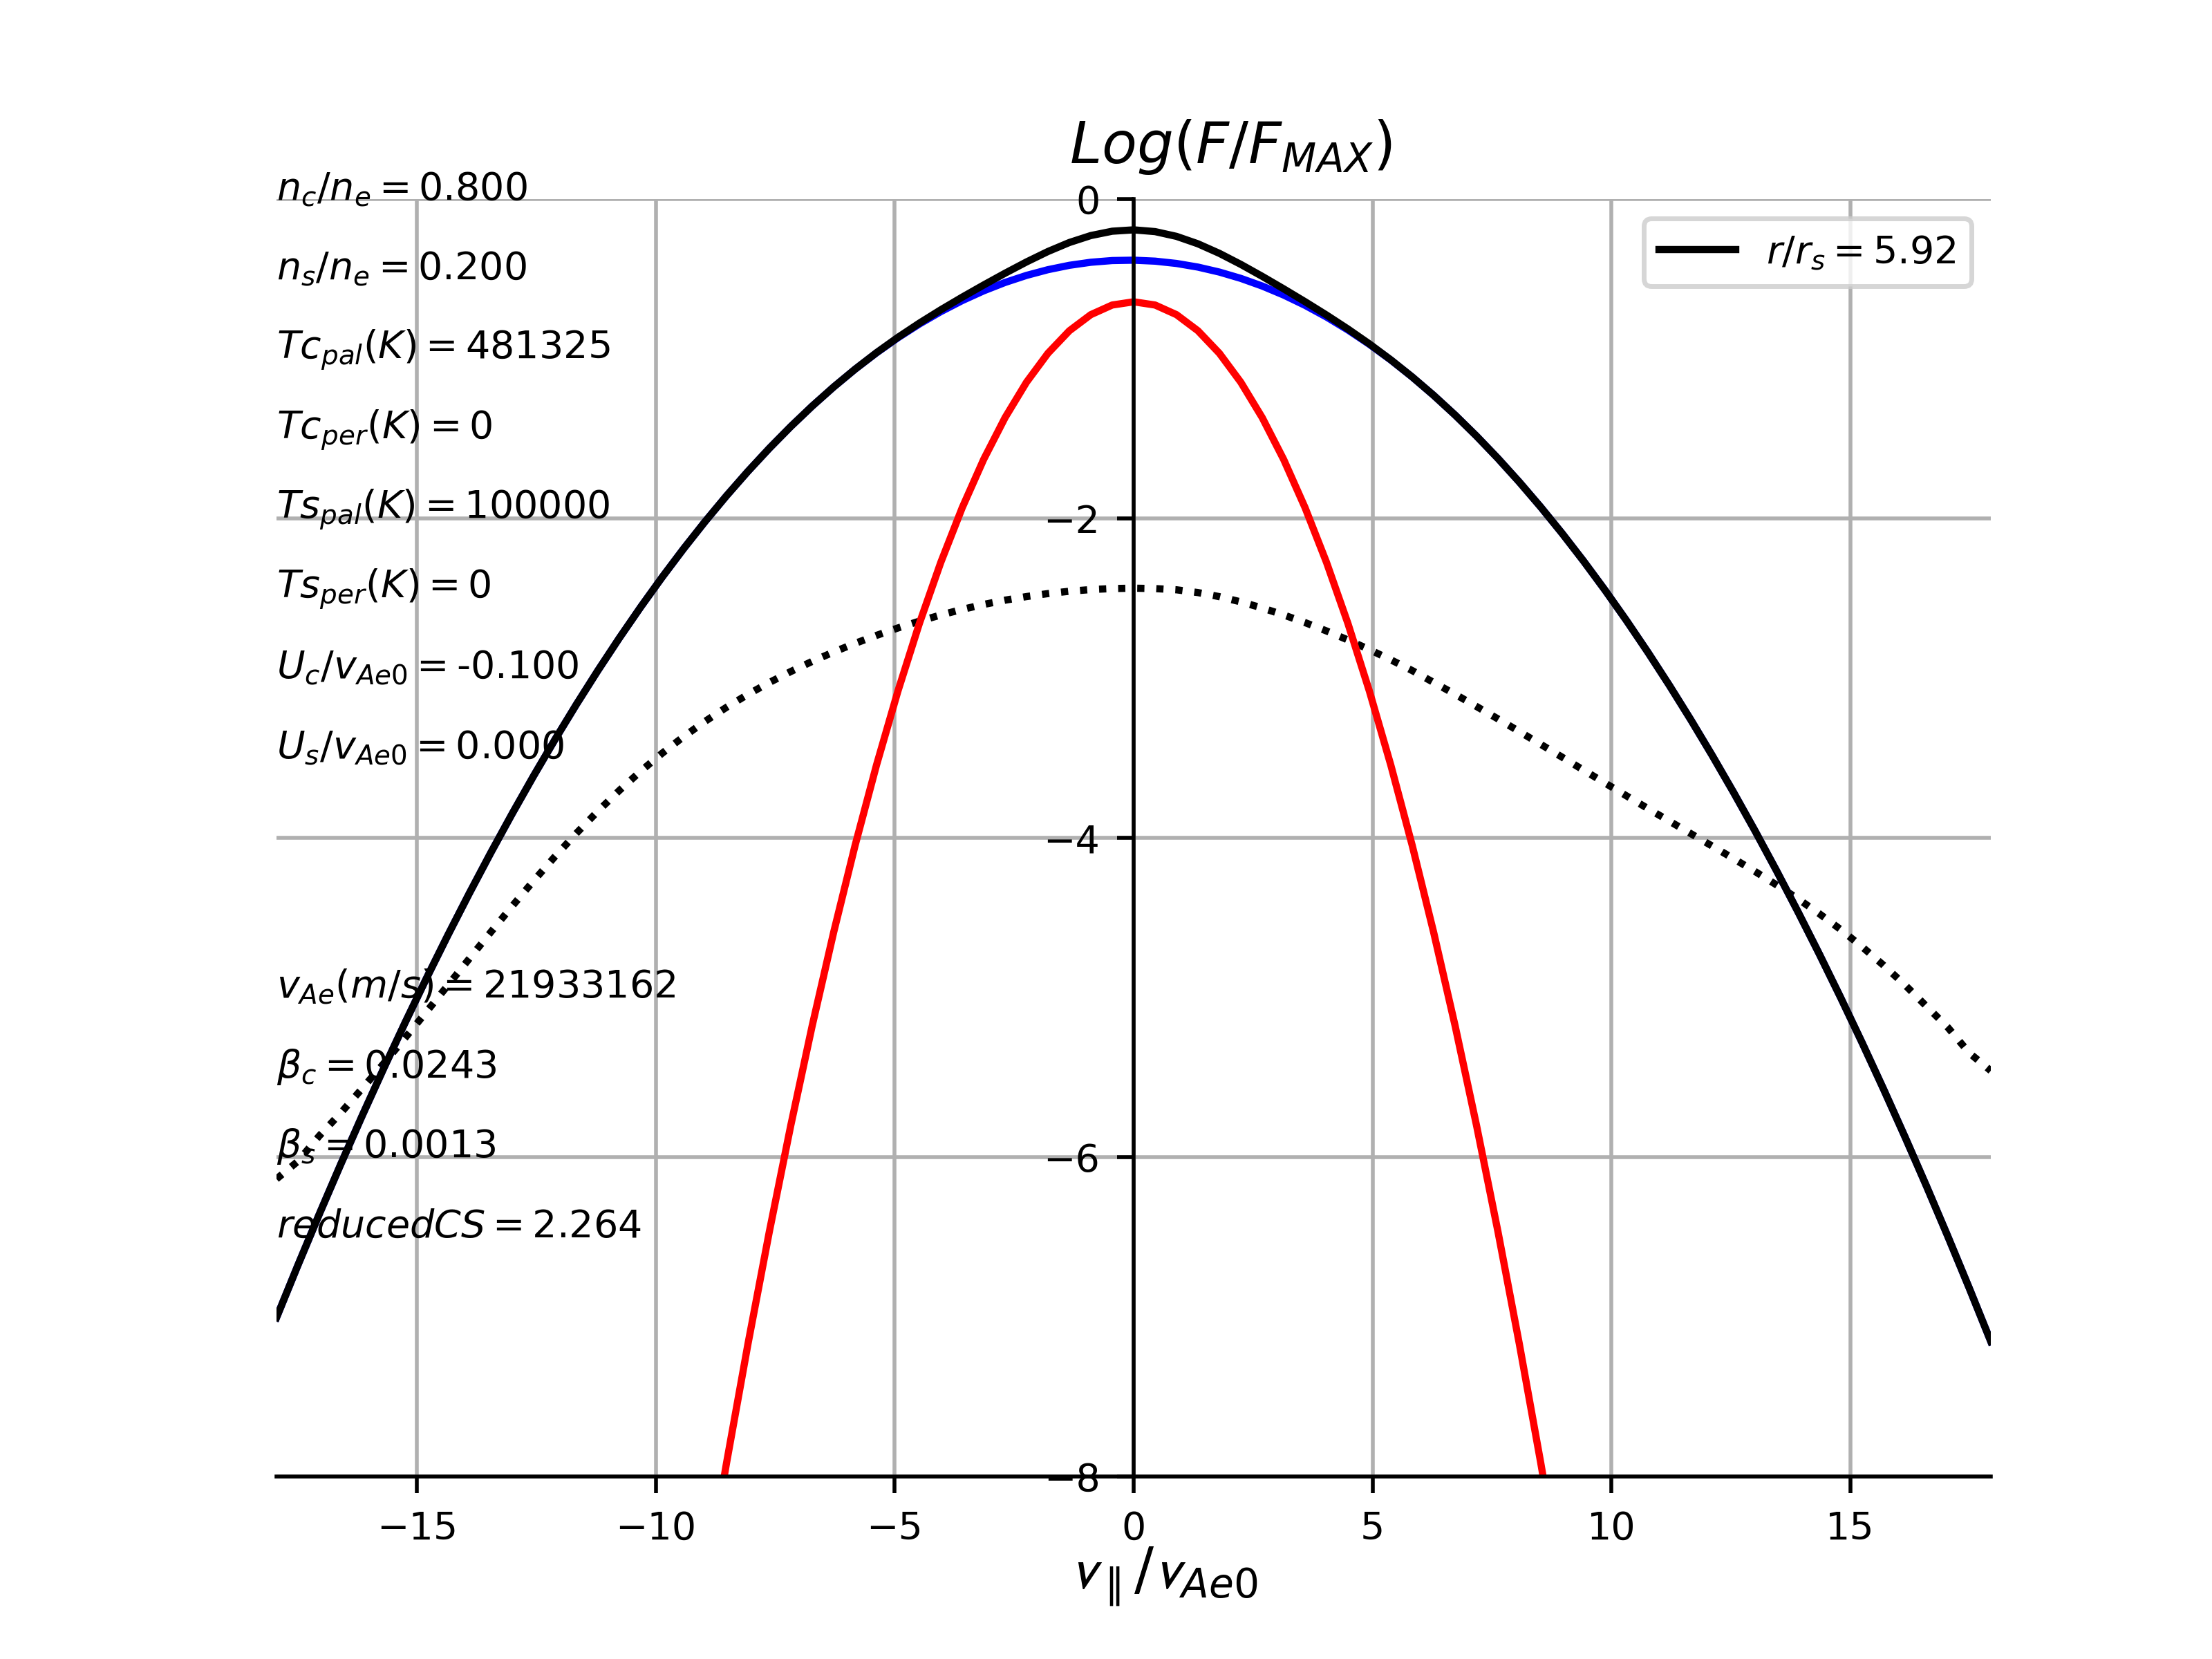 Log(F/F_MAX)
n_c/n_e = 0.800
n_s/n_e = 0.200
Tc_pal(K) = 481325
Tc_per(K) = 0
Ts_pal(K) = 100000
Ts_per(K) = 0
U_c/v_Ae0 = -0.100
U_s/v_Ae0 = 0.000
v_Ae(m/s) = 21933162
β_c = 0.0243
β_s = 0.0013
reducedCS = 2.264
r/r_s = 5.92
0
−2
−4
−6
−8
−15 −10 −5 0 5 10 15
v_∥/v_Ae0